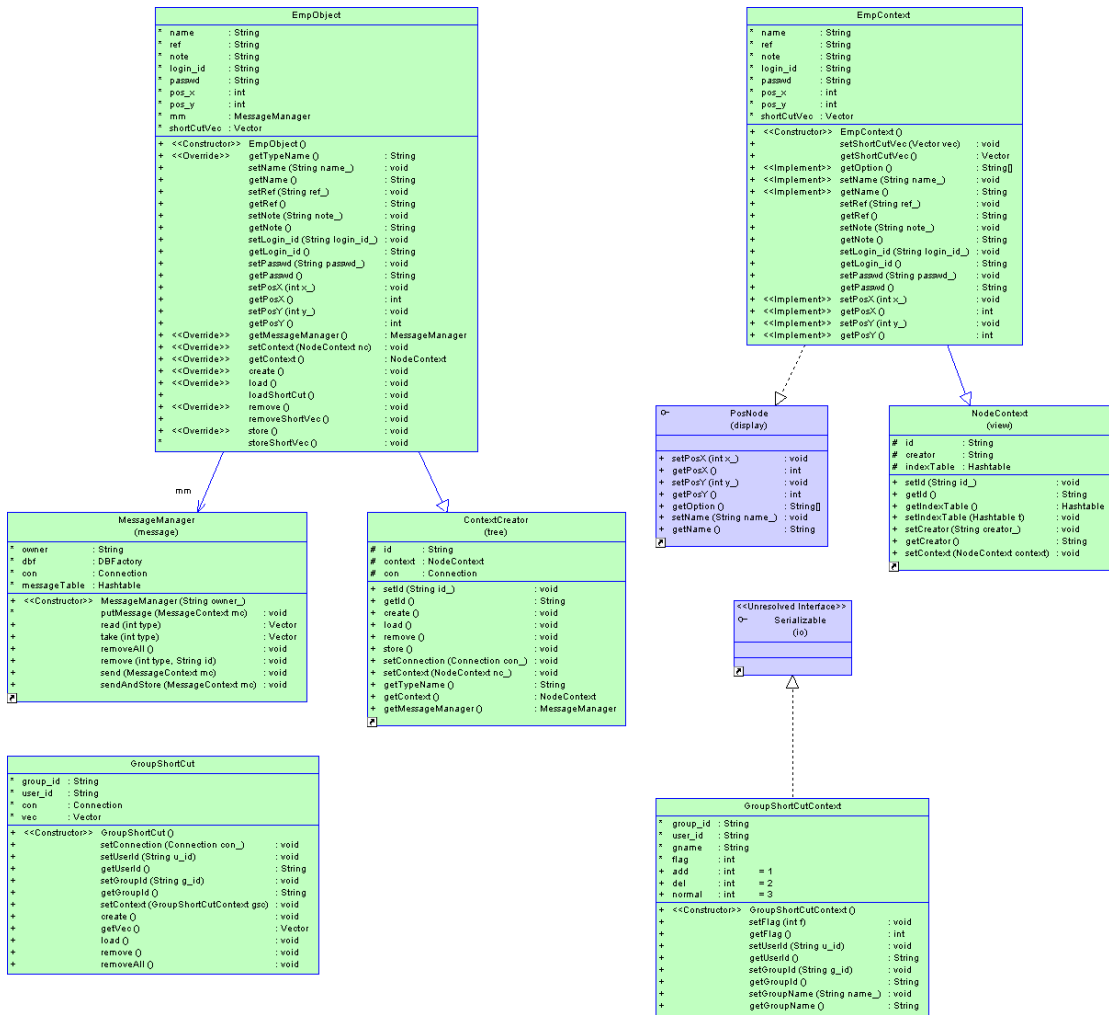 EmpObject
* name : String
* ref : String
* note : String
* login_id : String
* passwd : String
* pos_x : int
* pos_y : int
* mm : MessageManager
* shortCutVec : Vector
+ <<Constructor>> EmpObject ()
+ <<Override>> getTypeName () : String
+ setName (String name_) : void
+ getName () : String
+ setRef (String ref_) : void
+ getRef () : String
+ setNote (String note_) : void
+ getNote () : String
+ setLogin_id (String login_id_) : void
+ getLogin_id () : String
+ setPasswd (String passwd_) : void
+ getPasswd () : String
+ setPosX (int x_) : void
+ getPosX () : int
+ setPosY (int y_) : void
+ getPosY () : int
+ <<Override>> getMessageManager () : MessageManager
+ <<Override>> setContext (NodeContext nc) : void
+ <<Override>> getContext () : NodeContext
+ <<Override>> create () : void
+ <<Override>> load () : void
+ loadShortCut () : void
+ <<Override>> remove () : void
+ removeShortVec () : void
+ <<Override>> store () : void
* storeShortVec () : void
EmpContext
* name : String
* ref : String
* note : String
* login_id : String
* passwd : String
* pos_x : int
* pos_y : int
* shortCutVec : Vector
+ <<Constructor>> EmpContext ()
+ setShortCutVec (Vector vec) : void
+ getShortCutVec () : Vector
+ <<Implement>> getOption () : String[]
+ <<Implement>> setName (String name_) : void
+ <<Implement>> getName () : String
+ setRef (String ref_) : void
+ getRef () : String
+ setNote (String note_) : void
+ getNote () : String
+ setLogin_id (String login_id_) : void
+ getLogin_id () : String
+ setPasswd (String passwd_) : void
+ getPasswd () : String
+ <<Implement>> setPosX (int x_) : void
+ <<Implement>> getPosX () : int
+ <<Implement>> setPosY (int y_) : void
+ <<Implement>> getPosY () : int
mm
PosNode
(display)
+ setPosX (int x_) : void
+ getPosX () : int
+ setPosY (int y_) : void
+ getPosY () : int
+ getOption () : String[]
+ setName (String name_) : void
+ getName () : String
NodeContext
(view)
# id : String
# creator : String
# indexTable : Hashtable
+ setId (String id_) : void
+ getId () : String
+ getIndexTable () : Hashtable
+ setIndexTable (Hashtable t) : void
+ setCreator (String creator_) : void
+ getCreator () : String
+ setContext (NodeContext context) : void
MessageManager
(message)
* owner : String
* dbf : DBFactory
* con : Connection
* messageTable : Hashtable
+ <<Constructor>> MessageManager (String owner_)
* putMessage (MessageContext mc) : void
+ read (int type) : Vector
+ take (int type) : Vector
+ removeAll () : void
+ remove (int type, String id) : void
+ send (MessageContext mc) : void
+ sendAndStore (MessageContext mc) : void
ContextCreator
(tree)
# id : String
# context : NodeContext
# con : Connection
+ setId (String id_) : void
+ getId () : String
+ create () : void
+ load () : void
+ remove () : void
+ store () : void
+ setConnection (Connection con_) : void
+ setContext (NodeContext nc_) : void
+ getTypeName () : String
+ getContext () : NodeContext
+ getMessageManager () : MessageManager
<<Unresolved Interface>>
Serializable
(io)
GroupShortCut
* group_id : String
* user_id : String
* con : Connection
* vec : Vector
+ <<Constructor>> GroupShortCut ()
+ setConnection (Connection con_) : void
+ setUserId (String u_id) : void
+ getUserId () : String
+ setGroupId (String g_id) : void
+ getGroupId () : String
+ setContext (GroupShortCutContext gsc) : void
+ create () : void
+ getVec () : Vector
+ load () : void
+ remove () : void
+ removeAll () : void
GroupShortCutContext
* group_id : String
* user_id : String
* gname : String
* flag : int
+ add : int = 1
+ del : int = 2
+ normal : int = 3
+ <<Constructor>> GroupShortCutContext ()
+ setFlag (int f) : void
+ getFlag () : int
+ setUserId (String u_id) : void
+ getUserId () : String
+ setGroupId (String g_id) : void
+ getGroupId () : String
+ setGroupName (String name_) : void
+ getGroupName () : String